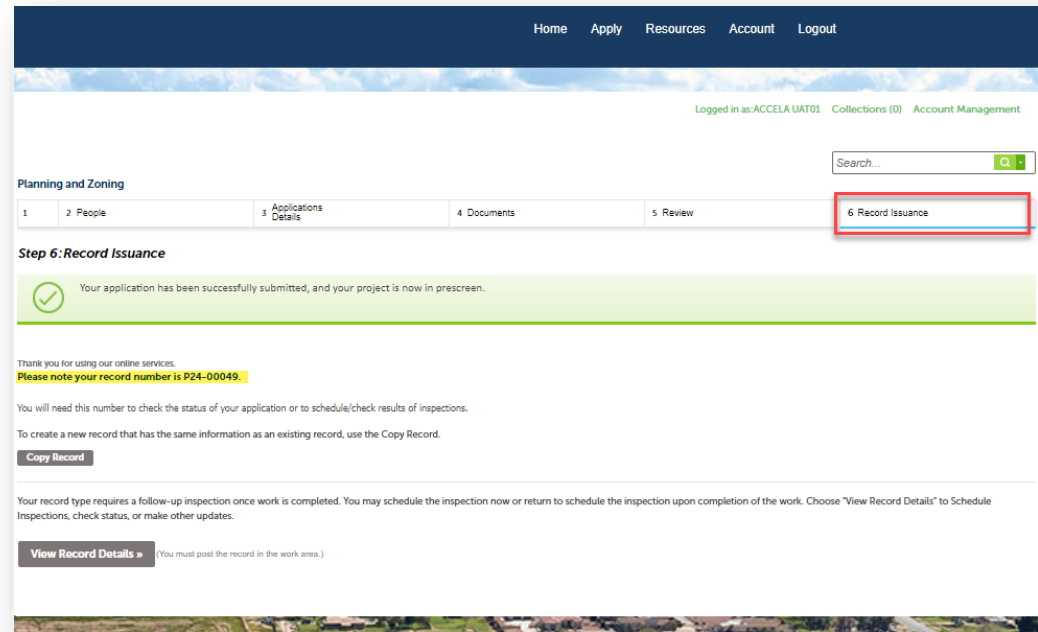 Home Apply Resources Account Logout
Logged in as:ACCELA UAT01 Collections (0) Account Management
Search...
Planning and Zoning
1 2 People 3 Applications Details 4 Documents 5 Review 6 Record Issuance
Step 6:Record Issuance
Your application has been successfully submitted, and your project is now in prescreen.
Thank you for using our online services.
Please note your record number is P24-00049.
You will need this number to check the status of your application or to schedule/check results of inspections.
To create a new record that has the same information as an existing record, use the Copy Record.
Copy Record
Your record type requires a follow-up inspection once work is completed. You may schedule the inspection now or return to schedule the inspection upon completion of the work. Choose "View Record Details" to Schedule
Inspections, check status, or make other updates.
View Record Details » (You must post the record in the work area.)